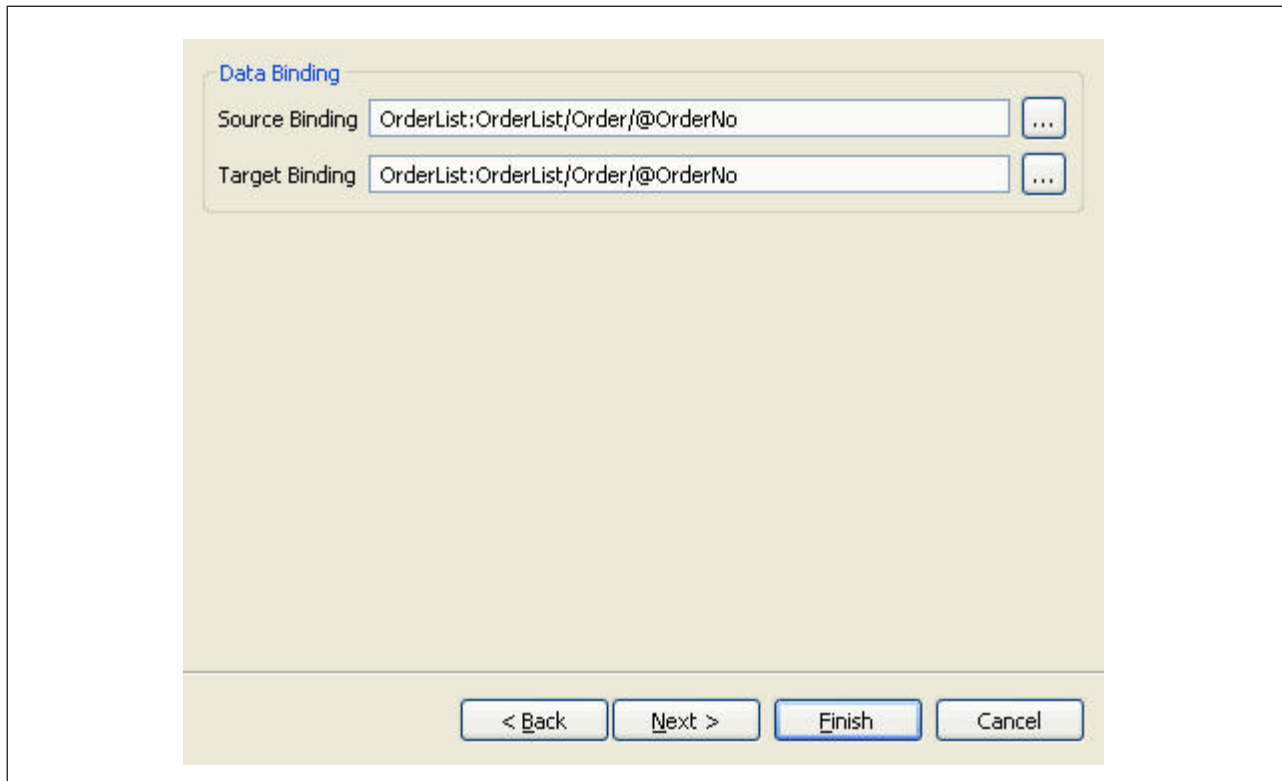 Data Binding
Source Binding OrderList:OrderList/Order/@OrderNo ...
Target Binding OrderList:OrderList/Order/@OrderNo ...
< Back Next > Finish Cancel